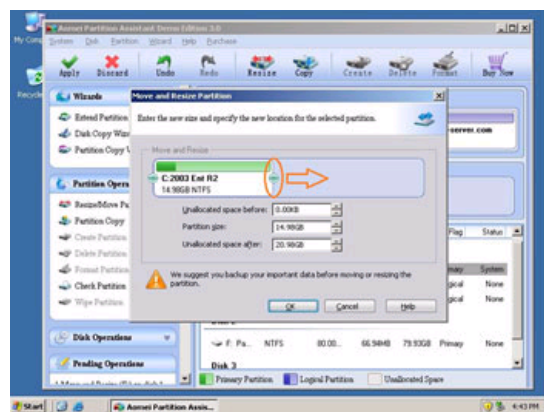 My Comp
Recycle
Aomei Partition Assistant Demo Edition 3.0
System Disk Partition Wizard Help Purchase
Apply Discard Undo Redo Resize Copy Create Delete Format Buy Now
Wizards
Extend Partition
Disk Copy Wiza
Partition Copy W
Partition Opera
Resize/Move Pa
Partition Copy
Create Partition
Delete Partition
Format Partition
Check Partition
Wipe Partition
Disk Operations
Pending Operations
Move and Resize Partition
Enter the new size and specify the new location for the selected partition.
Move and Resize
C:2003 Ent R2
14.98GB NTFS
Unallocated space before: 0.00KB
Partition size: 14.98GB
Unallocated space after: 20.98GB
We suggest you backup your important data before moving or resizing the
partition.
OK Cancel Help
-server.com
Flag Status
mary System
gical None
gical None
F: Pa... NTFS 80.00... 66.94MB 79.93GB Primary None
Disk 3
Primary Partition Logical Partition Unallocated Space
Start Aomei Partition Assis... 4:43 PM